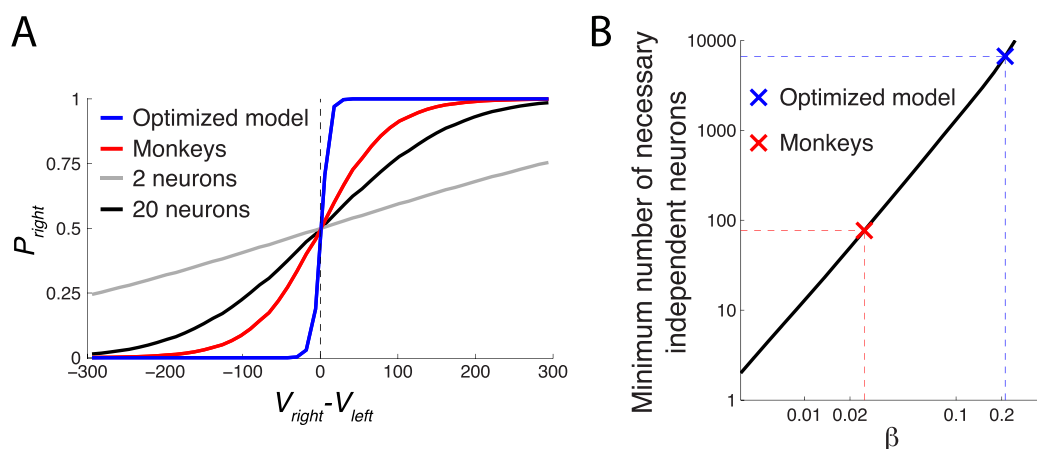 A
1
0.75
0.5
0.25
0
P_right
Optimized model
Monkeys
2 neurons
20 neurons
−300 −200 −100 0 100 200 300
V_right-V_left
B
Minimum number of necessary
independent neurons
10000
1000
100
10
1
Optimized model
Monkeys
0.01 0.02 0.1 0.2
β